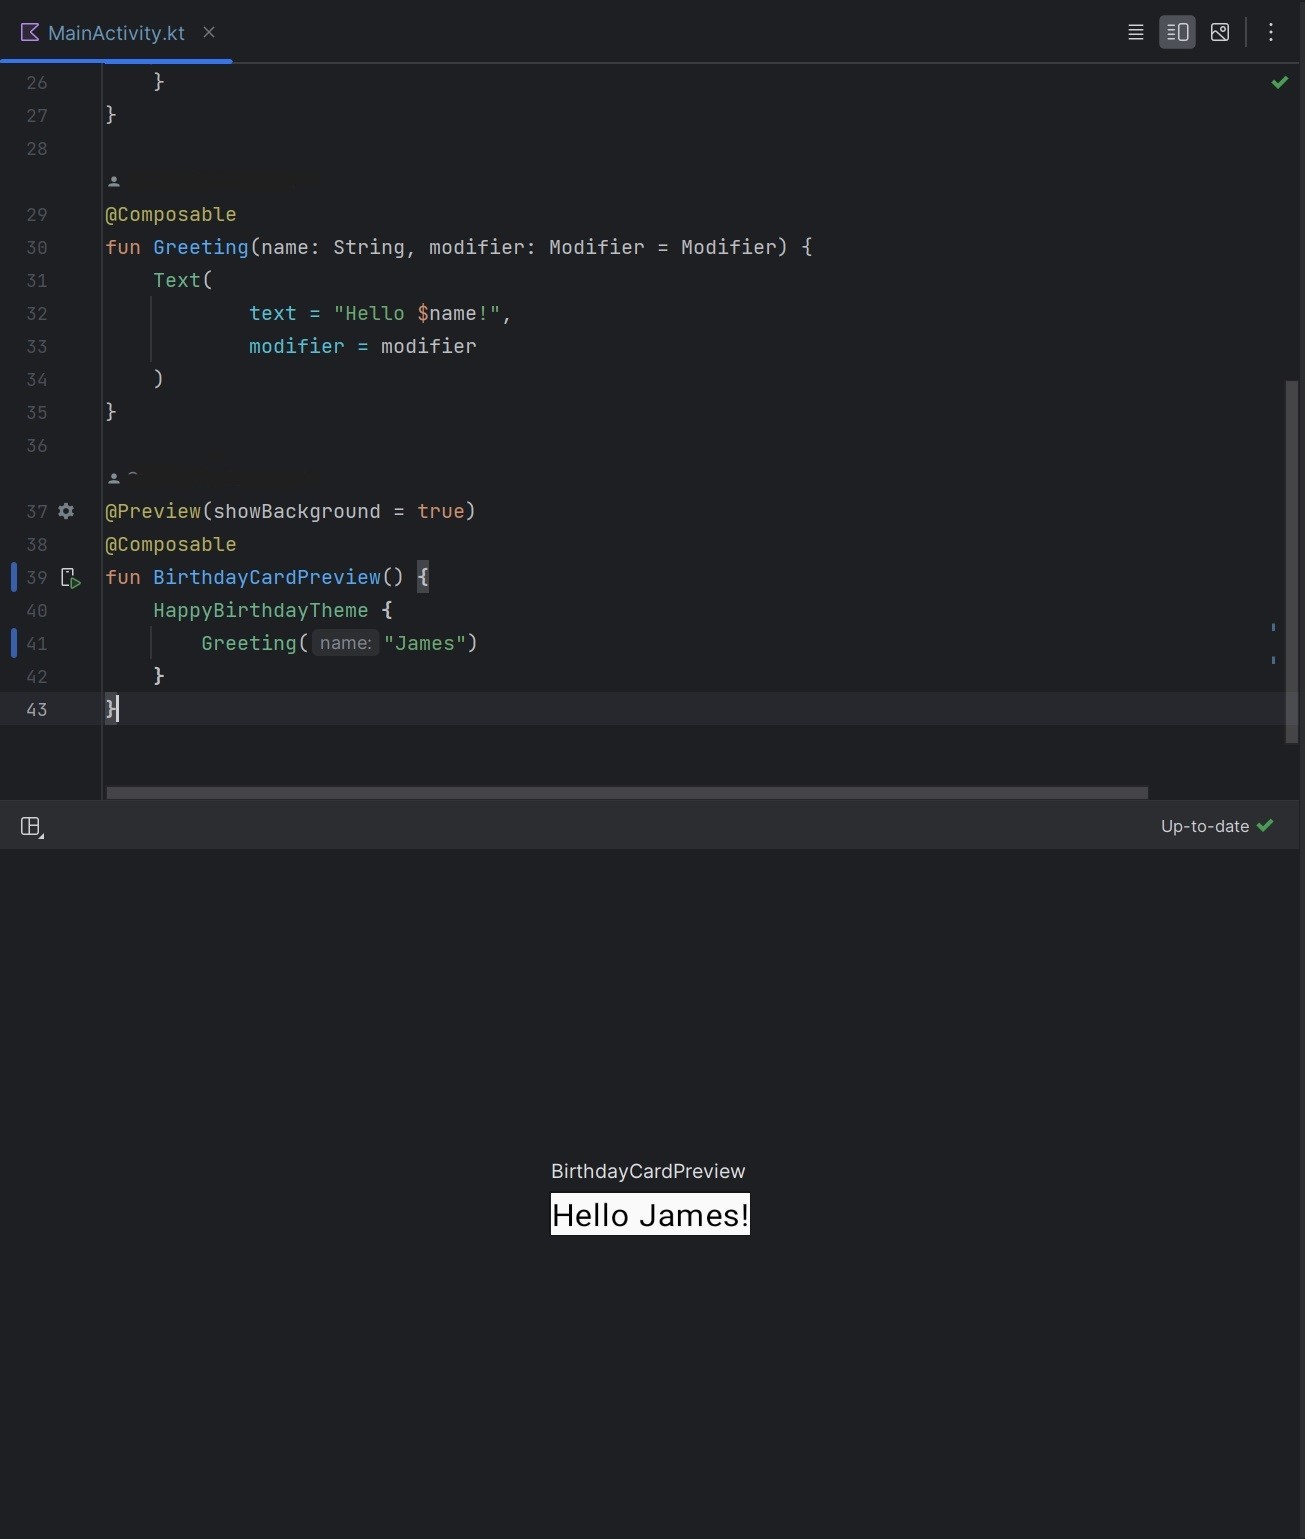 MainActivity.kt
26 }
27 }
28
29 @Composable
30 fun Greeting(name: String, modifier: Modifier = Modifier) {
31 Text(
32 text = "Hello $name!",
33 modifier = modifier
34 )
35 }
36
37 @Preview(showBackground = true)
38 @Composable
39 fun BirthdayCardPreview() {
40 HappyBirthdayTheme {
41 Greeting( name: "James")
42 }
43 }
Up-to-date
BirthdayCardPreview
Hello James!